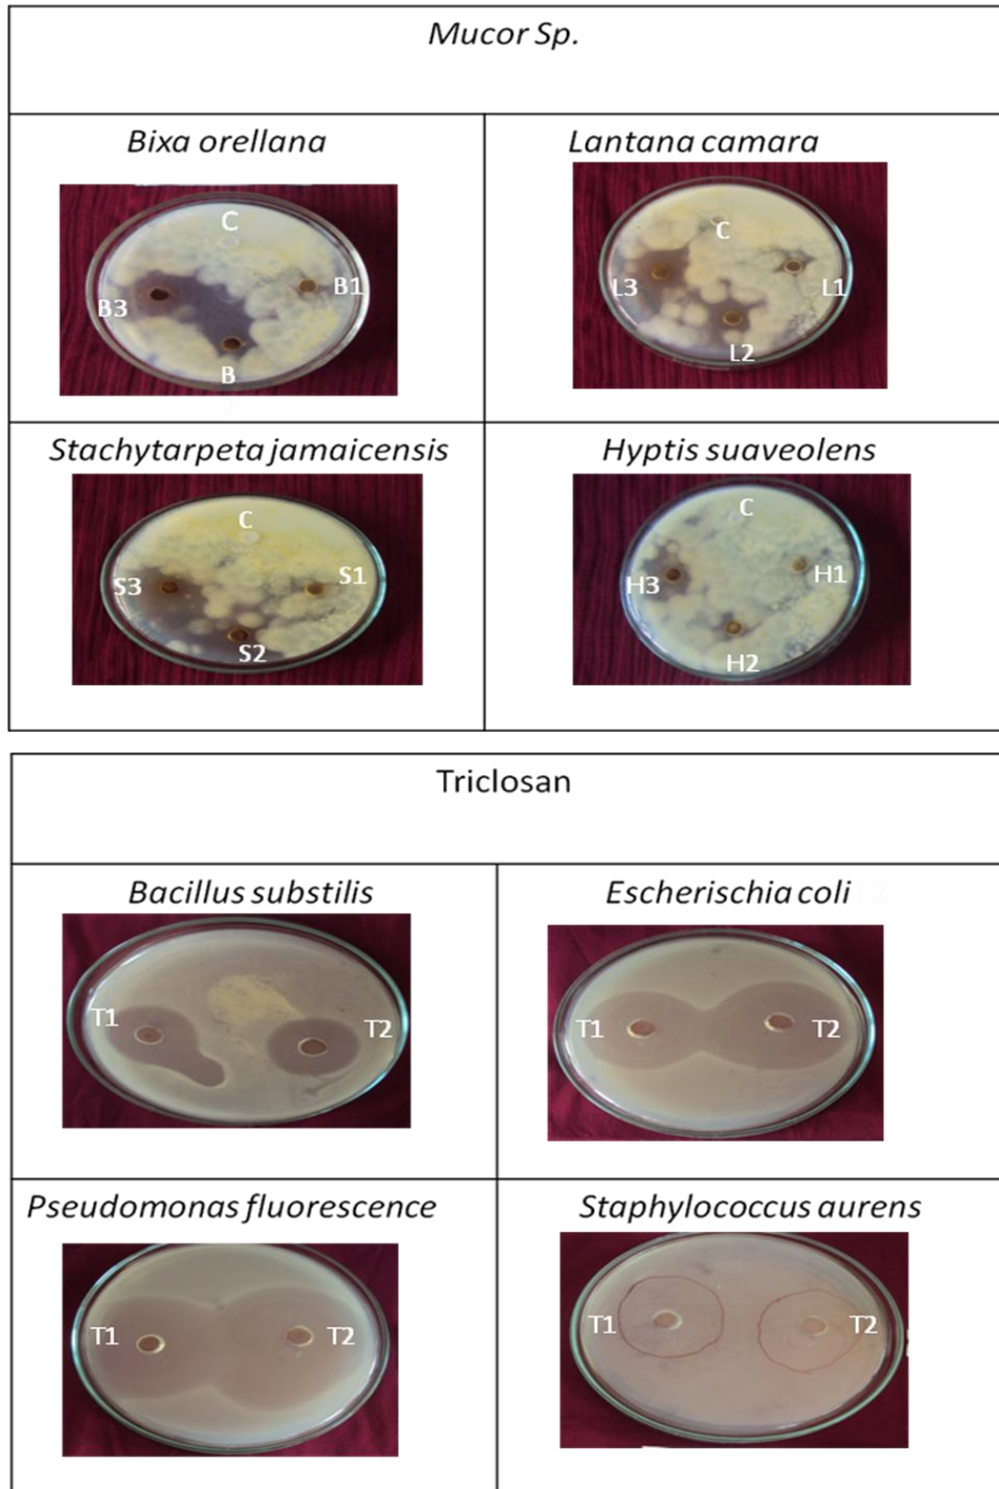 Mucor Sp.
Bixa orellana
Lantana camara
C
B1
B3
B
2
C
L3
L1
L2
Stachytarpeta jamaicensis
Hyptis suaveolens
C
S3
S1
S2
C
H3
H1
H2
Triclosan
Bacillus substilis
Escherischia coli
T1
T2
T1
T2
Pseudomonas fluorescence
Staphylococcus aurens
T1
T2
T1
T2